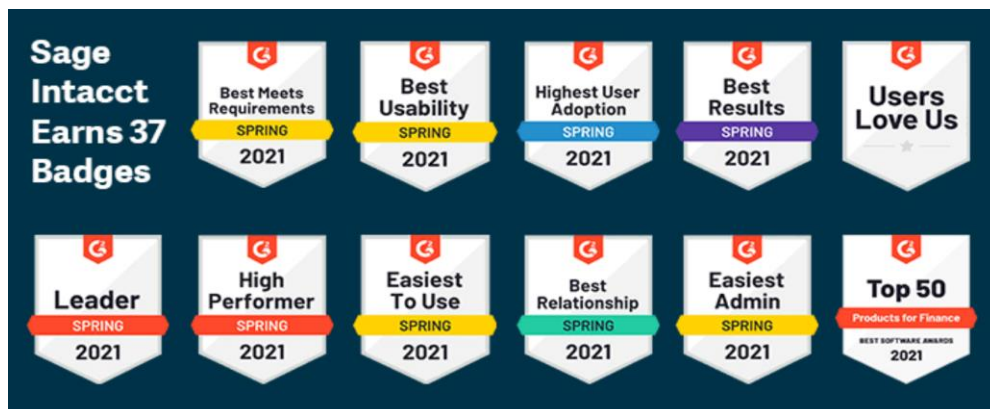 Sage
Intacct
Earns 37
Badges
Best Meets
Requirements
SPRING
2021
Best
Usability
SPRING
2021
Highest User
Adoption
SPRING
2021
Best
Results
SPRING
2021
Users
Love Us
Leader
SPRING
2021
High
Performer
SPRING
2021
Easiest
To Use
SPRING
2021
Best
Relationship
SPRING
2021
Easiest
Admin
SPRING
2021
Top 50
Products for Finance
BEST SOFTWARE AWARDS
2021